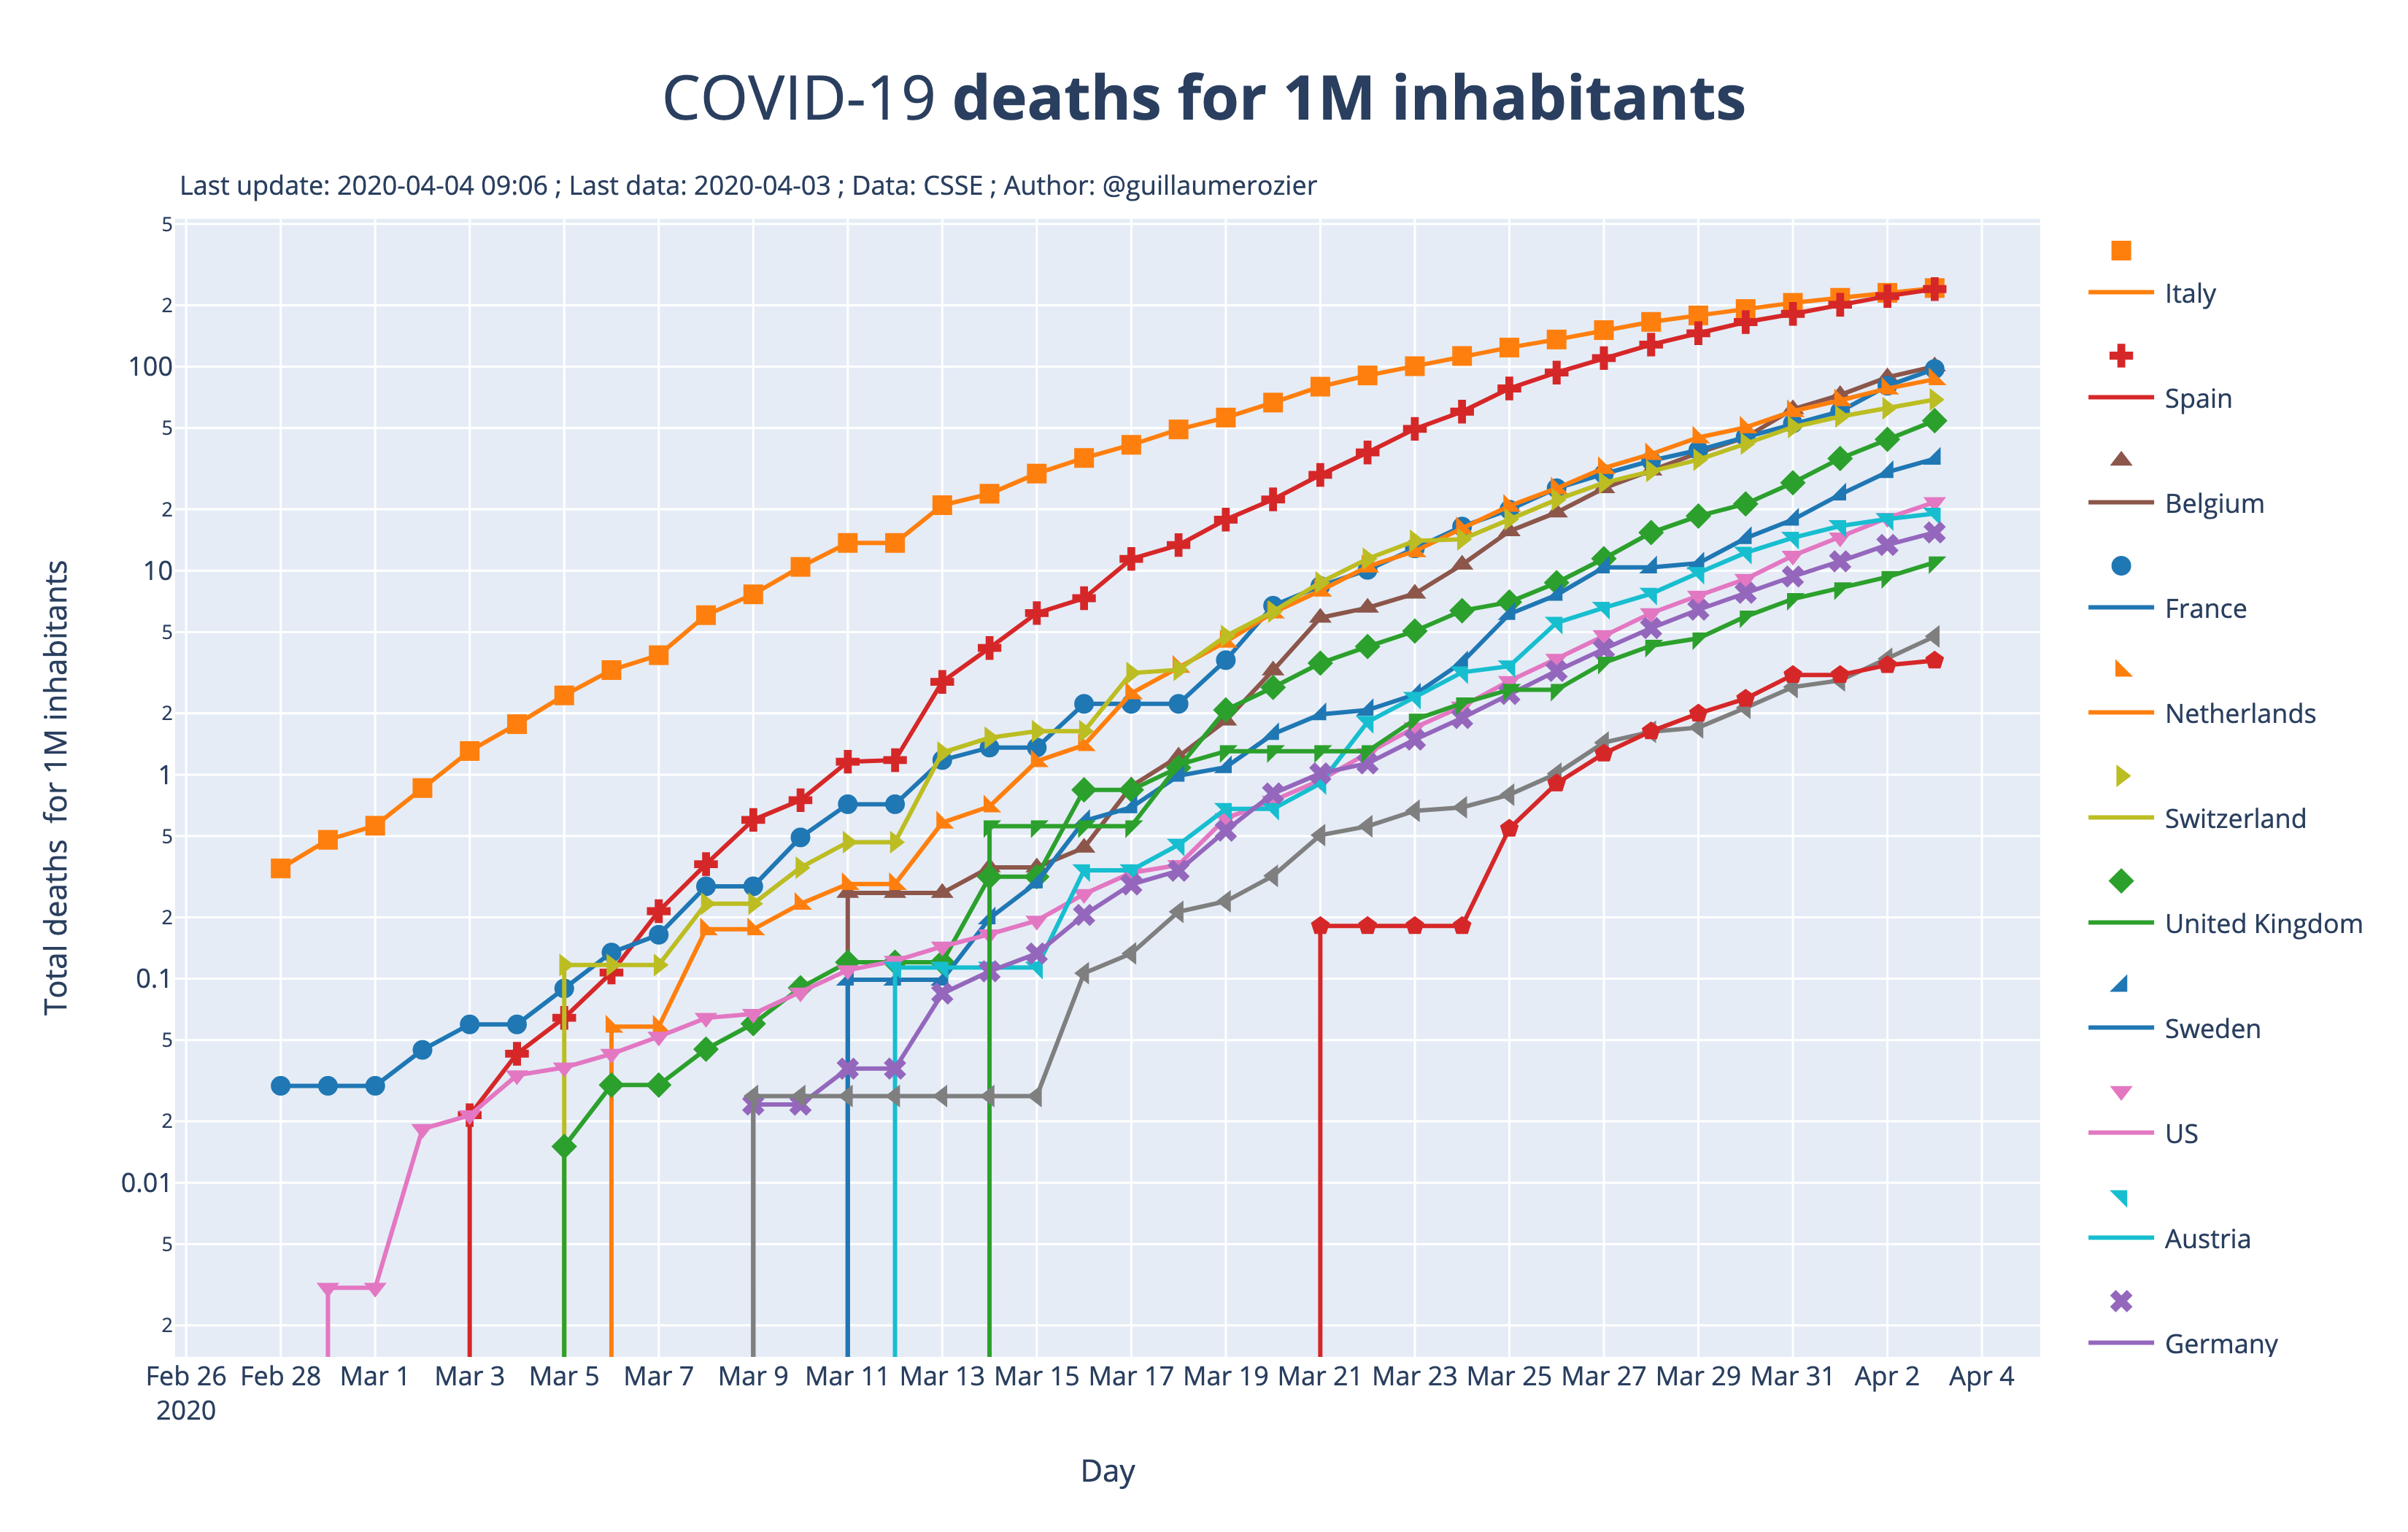 COVID-19 deaths for 1M inhabitants
Last update: 2020-04-04 09:06 ; Last data: 2020-04-03 ; Data: CSSE ; Author: @guillaumerozier
Total deaths  for 1M inhabitants
5
2
100
5
2
10
5
2
1
5
2
0.1
5
2
0.01
5
2
Feb 26 Feb 28 Mar 1 Mar 3 Mar 5 Mar 7 Mar 9 Mar 11 Mar 13 Mar 15 Mar 17 Mar 19 Mar 21 Mar 23 Mar 25 Mar 27 Mar 29 Mar 31 Apr 2 Apr 4
2020
Day
Italy
Spain
Belgium
France
Netherlands
Switzerland
United Kingdom
Sweden
US
Austria
Germany